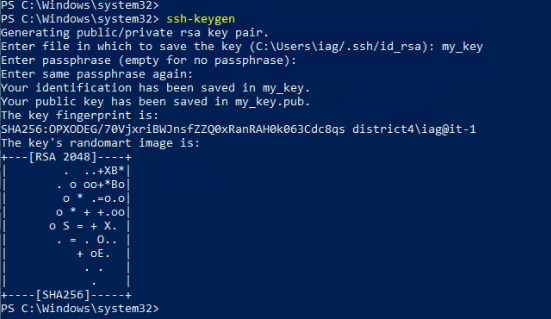 PS C:\Windows\system32>
PS C:\Windows\system32> ssh-keygen
Generating public/private rsa key pair.
Enter file in which to save the key (C:\Users\iag/.ssh/id_rsa): my_key
Enter passphrase (empty for no passphrase):
Enter same passphrase again:
Your identification has been saved in my_key.
Your public key has been saved in my_key.pub.
The key fingerprint is:
SHA256:OPXODEG/70VjxriBWJnsfZZQ0xRanRAH0k063Cdc8qs district4\iag@it-1
The key's randomart image is:
+---[RSA 2048]----+
|        .  ..+XB*|
|       . o oo+*Bo|
|        o * .=o.o|
|       o * + +.oo|
|      o S = + X. |
|       . = . O.. |
|          + oE.  |
|           . .   |
|            .    |
+----[SHA256]-----+
PS C:\Windows\system32>